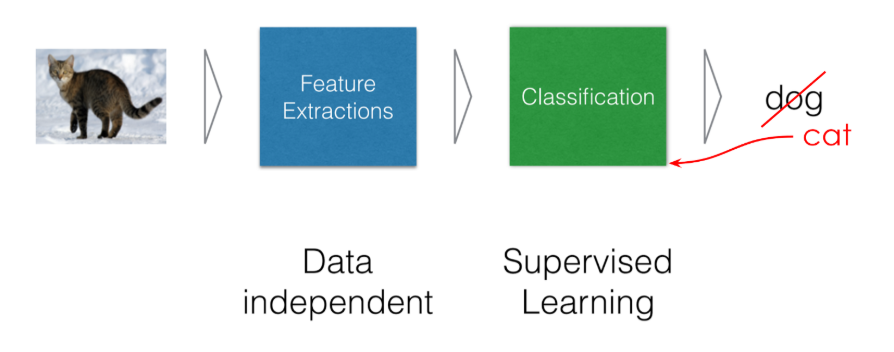 Feature
Extractions
Classification
dog
cat
Data
independent
Supervised
Learning